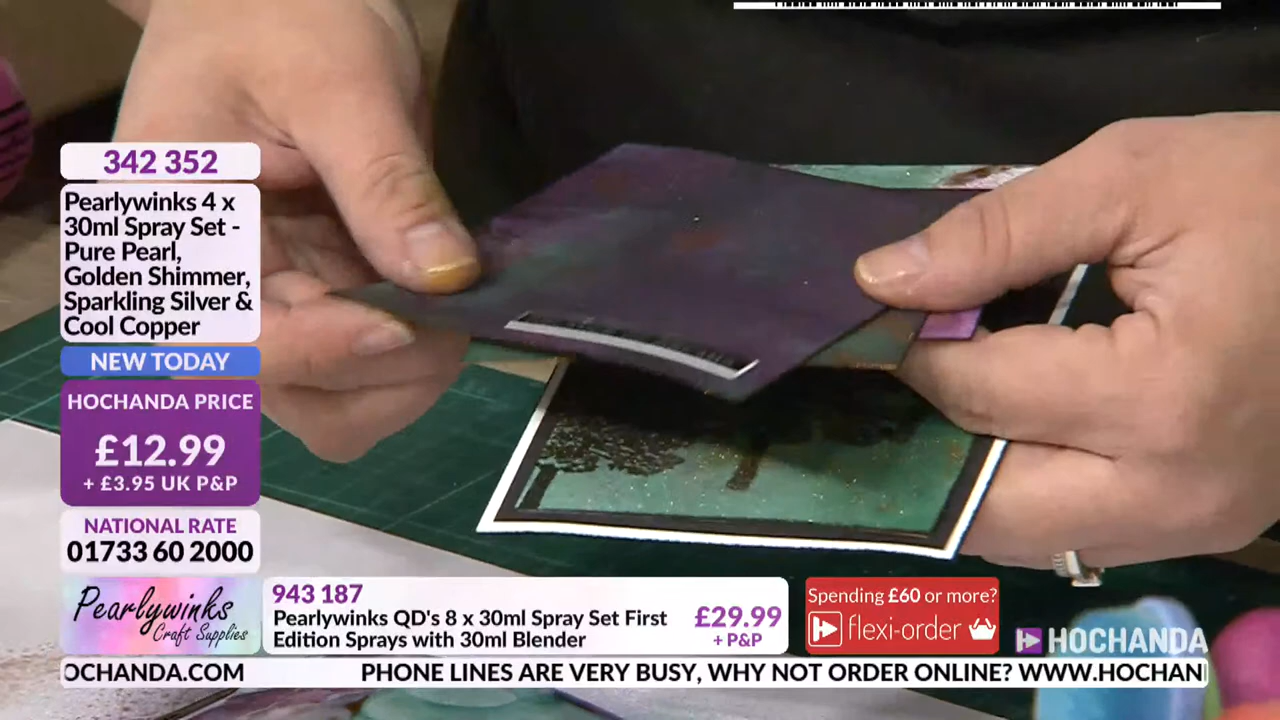 342 352
Pearlywinks 4 x
30ml Spray Set -
Pure Pearl,
Golden Shimmer,
Sparkling Silver &
Cool Copper
NEW TODAY
HOCHANDA PRICE
£12.99
+ £3.95 UK P&P
NATIONAL RATE
01733 60 2000
Pearlywinks
Craft Supplies
943 187
Pearlywinks QD's 8 x 30ml Spray Set First
Edition Sprays with 30ml Blender
£29.99
+ P&P
Spending £60 or more?
flexi-order
HOCHANDA
OCHANDA.COM PHONE LINES ARE VERY BUSY, WHY NOT ORDER ONLINE? WWW.HOCHAN